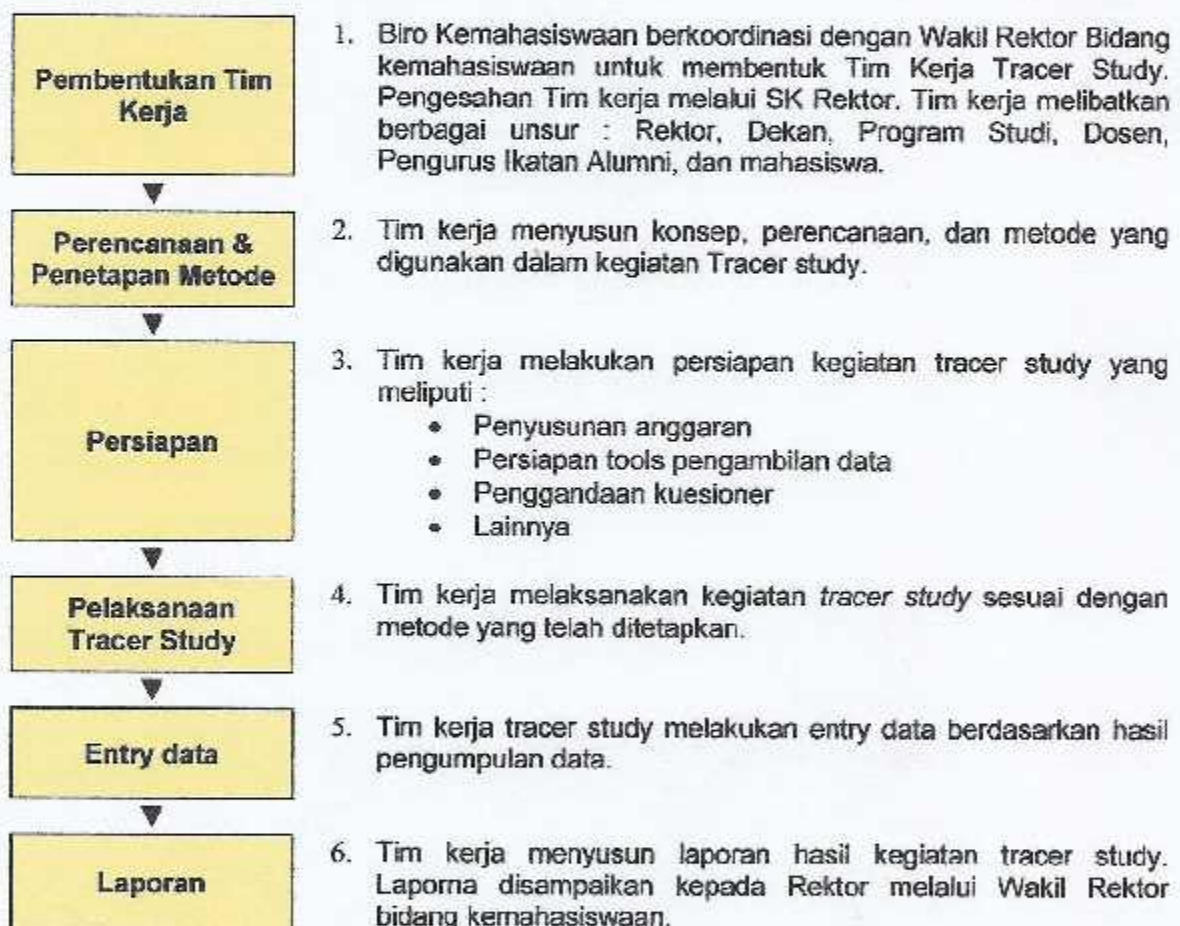 Pembentukan Tim
Kerja
1. Biro Kemahasiswaan berkoordinasi dengan Wakil Rektor Bidang
kemahasiswaan untuk membentuk Tim Kerja Tracer Study.
Pengesahan Tim kerja melalui SK Rektor. Tim kerja melibatkan
berbagai unsur : Rektor, Dekan, Program Studi, Dosen,
Pengurus Ikatan Alumni, dan mahasiswa.
Perencanaan &
Penetapan Metode
2. Tim kerja menyusun konsep, perencanaan, dan metode yang
digunakan dalam kegiatan Tracer study.
Persiapan
3. Tim kerja melakukan persiapan kegiatan tracer study yang
meliputi :
• Penyusunan anggaran
• Persiapan tools pengambilan data
• Penggandaan kuesioner
• Lainnya
Pelaksanaan
Tracer Study
4. Tim kerja melaksanakan kegiatan tracer study sesuai dengan
metode yang telah ditetapkan.
Entry data
5. Tim kerja tracer study melakukan entry data berdasarkan hasil
pengumpulan data.
Laporan
6. Tim kerja menyusun laporan hasil kegiatan tracer study.
Laporna disampaikan kepada Rektor melalui Wakil Rektor
bidang kemahasiswaan.